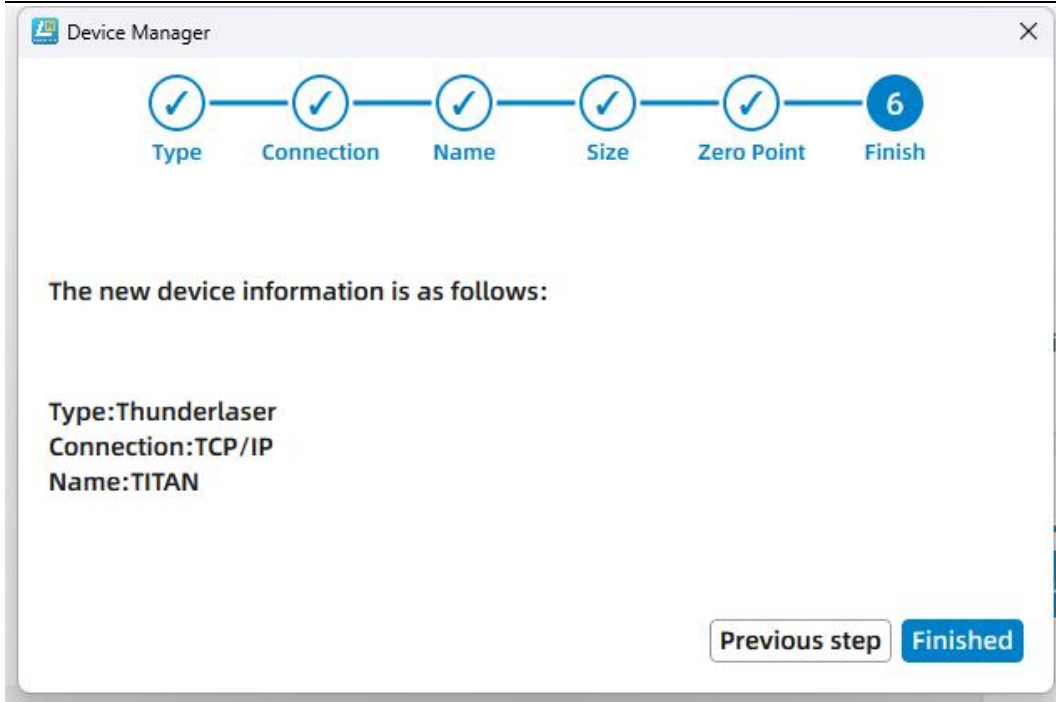 Device Manager
6
Type Connection Name Size Zero Point Finish
The new device information is as follows:
Type:Thunderlaser
Connection:TCP/IP
Name:TITAN
Previous step Finished